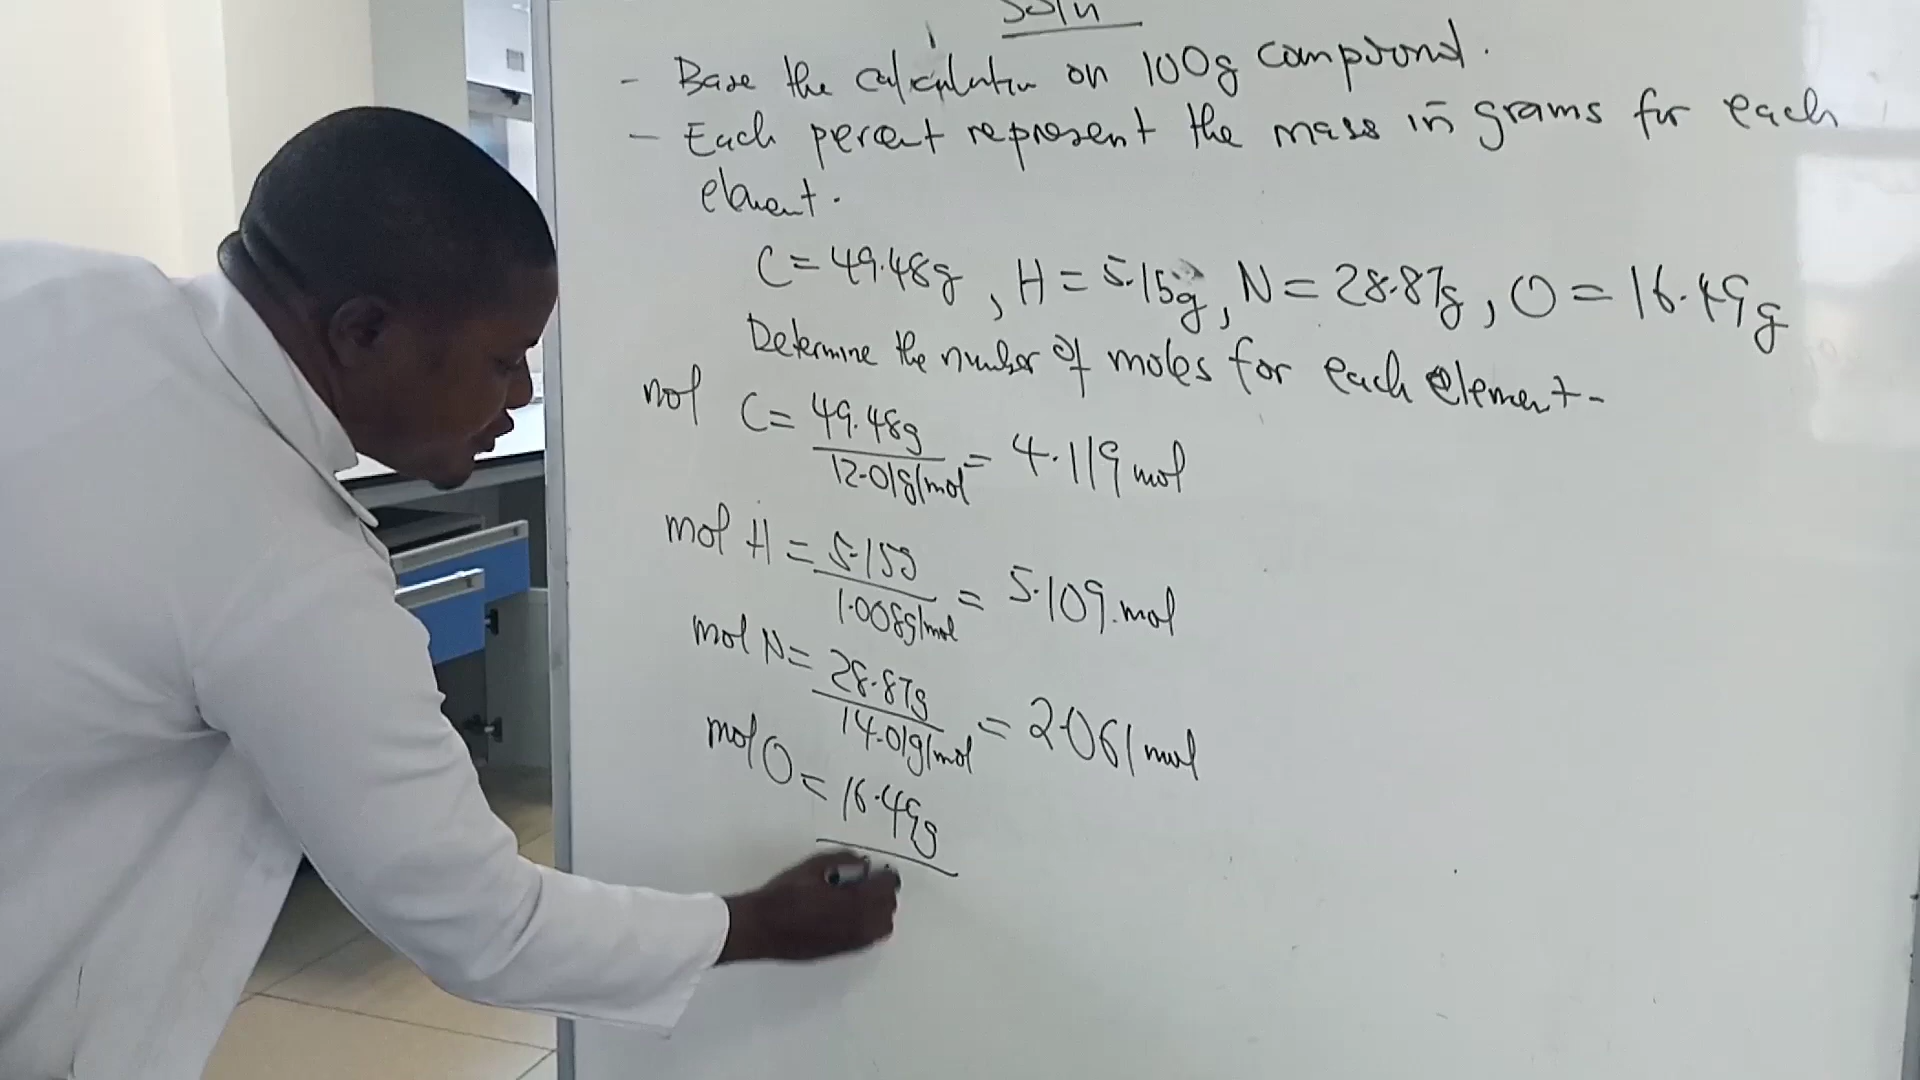 Soln
- Base the calculation on 100g compound.
- Each percent represent the mass in grams for each
element.
C = 49.48g, H = 5.15g, N = 28.87g, O = 16.49g
Determine the number of moles for each element-
mol C = 49.48g / 12.01g/mol = 4.119 mol
mol H = 5.15g / 1.008g/mol = 5.109 mol
mol N = 28.87g / 14.01g/mol = 2.061 mol
mol O = 16.49g